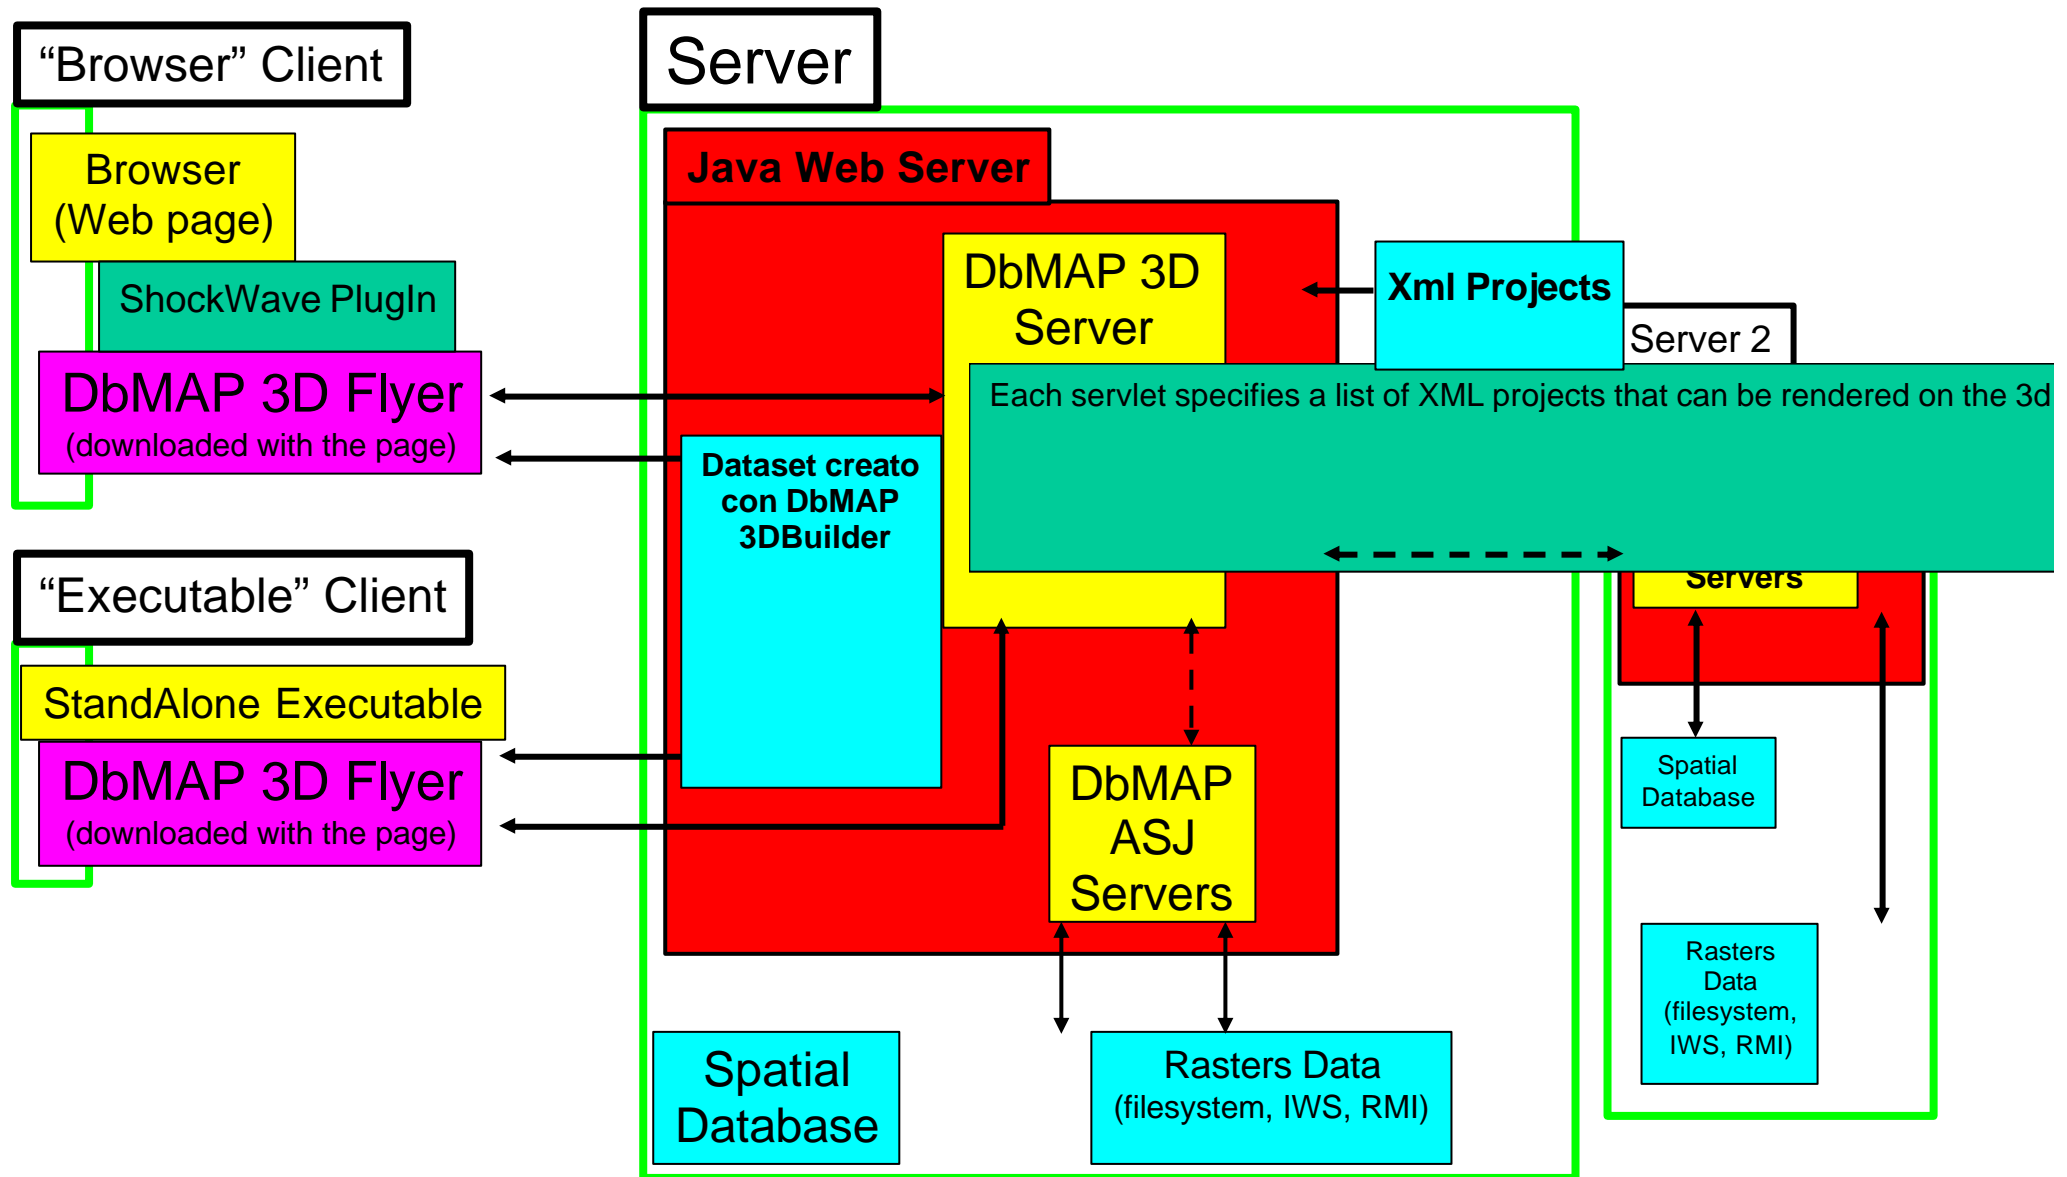 “Browser” Client
Browser
(Web page)
ShockWave PlugIn
DbMAP 3D Flyer
(downloaded with the page)
“Executable” Client
StandAlone Executable
DbMAP 3D Flyer
(downloaded with the page)
Server
Java Web Server
DbMAP 3D
Server
Xml Projects
Each servlet specifies a list of XML projects that can be rendered on the 3d
Dataset creato
con DbMAP
3DBuilder
DbMAP
ASJ
Servers
Spatial
Database
Rasters Data
(filesystem, IWS, RMI)
Server 2
Servers
Spatial
Database
Rasters
Data
(filesystem,
IWS, RMI)